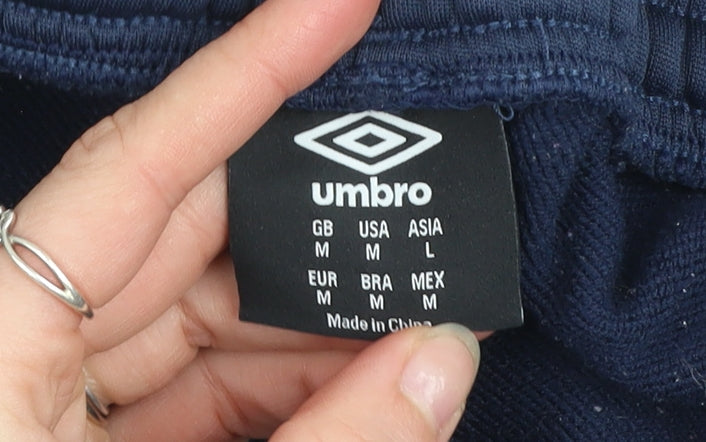 umbro
GB USA ASIA
M M L
EUR BRA MEX
M M M
Made in China